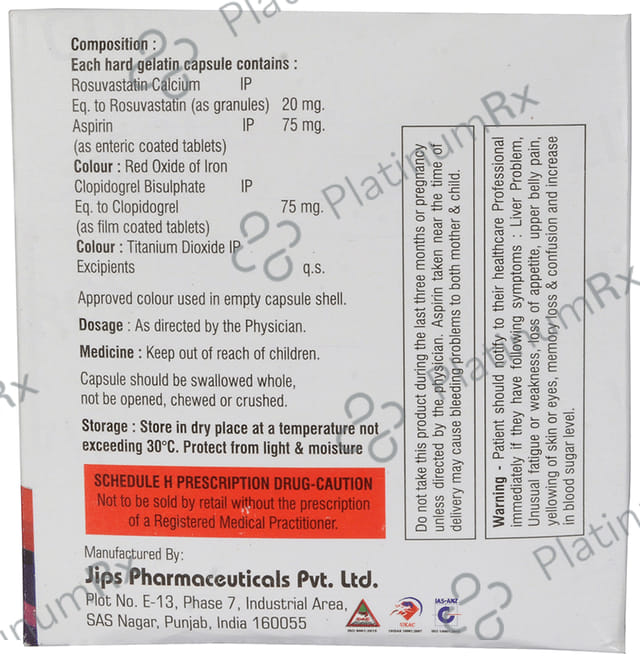 Composition :
Each hard gelatin capsule contains :
Rosuvastatin Calcium IP
Eq. to Rosuvastatin (as granules) 20 mg.
Aspirin IP 75 mg.
(as enteric coated tablets)
Colour : Red Oxide of Iron
Clopidogrel Bisulphate IP
Eq. to Clopidogrel 75 mg.
(as film coated tablets)
Colour : Titanium Dioxide IP
Excipients q.s.
Approved colour used in empty capsule shell.
Dosage : As directed by the Physician.
Medicine : Keep out of reach of children.
Capsule should be swallowed whole,
not be opened, chewed or crushed.
Storage : Store in dry place at a temperature not
exceeding 30°C. Protect from light & moisture
SCHEDULE H PRESCRIPTION DRUG-CAUTION
Not to be sold by retail without the prescription
of a Registered Medical Practitioner.
Manufactured By:
Jips Pharmaceuticals Pvt. Ltd.
Plot No. E-13, Phase 7, Industrial Area,
SAS Nagar, Punjab, India 160055
Do not take this product during the last three months or pregnancy
unless directed by the physician. Aspirin taken near the time of
delivery may cause bleeding problems to both mother & child.
Warning - Patient should notify to their healthcare Professional
immediately if they have following symptoms : Liver Problem,
Unusual fatigue or weakness, loss of appetite, upper belly pain,
yellowing of skin or eyes, memory loss & confusion and increase
in blood sugar level.
UKAC
IAS-ANZ
PlatinumRx
PlatinumRx
PlatinumRx
PlatinumRx